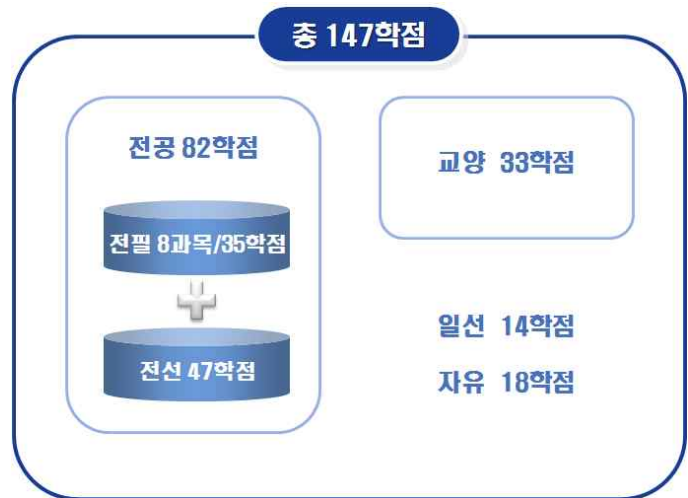 총 147학점
전공 82학점
전필 8과목/35학점
전선 47학점
교양 33학점
일선 14학점
자유 18학점